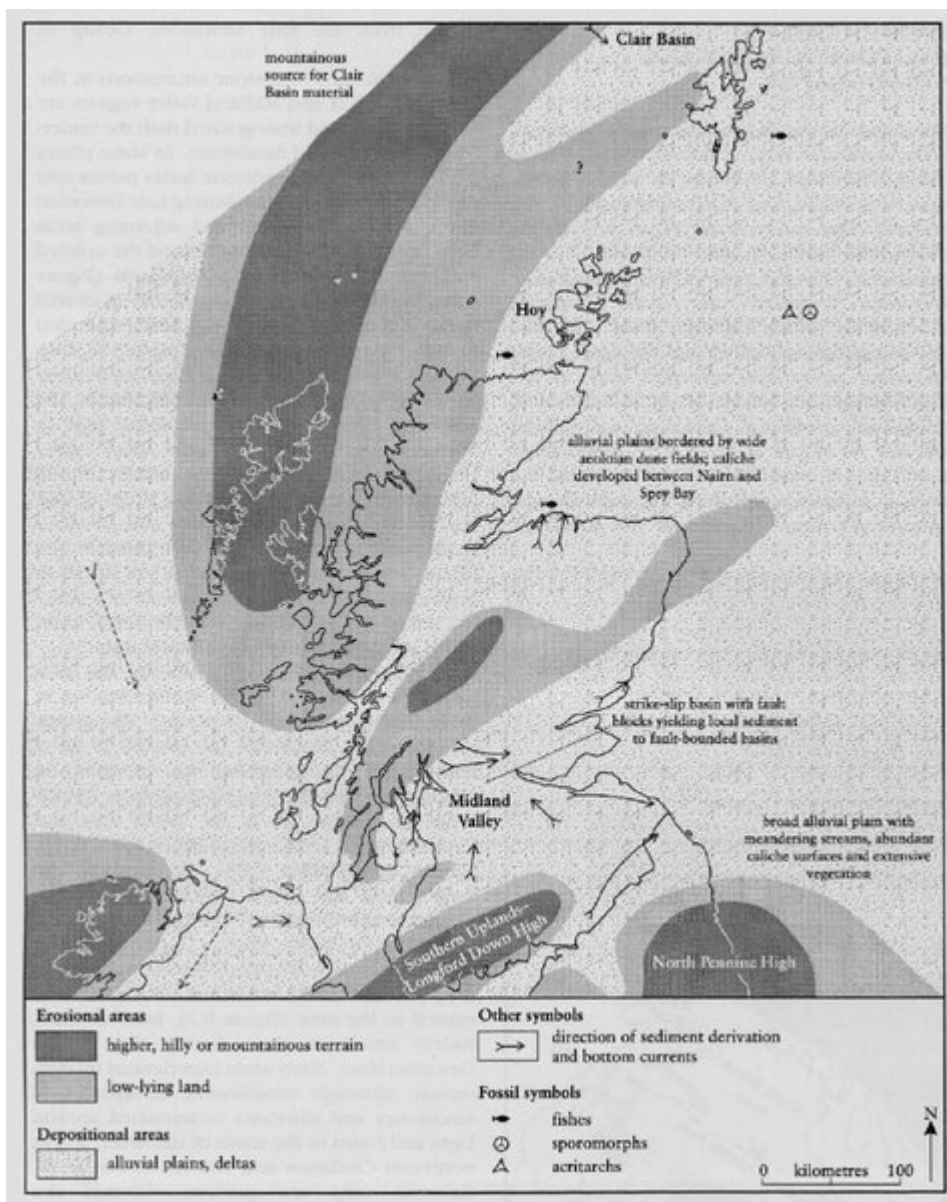 Clair Basin
mountainous
source for Clair
Basin material
?
Hoy
alluvial plains bordered by wide
aeoloian dune fields; caliche
developed between Nairn and
Spey Bay
strike-slip basin with fault
blocks yielding local sediment
to fault-bounded basins
Midland
Valley
broad alluvial plain with
meandering streams, abundant
caliche surfaces and extensive
vegetation
Southern Uplands–
Longford Down High
North Pennine High
Erosional areas
higher, hilly or mountainous terrain
low-lying land
Depositional areas
alluvial plains, deltas
Other symbols
direction of sediment derivation
and bottom currents
Fossil symbols
fishes
sporomorphs
acritarchs
N
0 kilometres 100